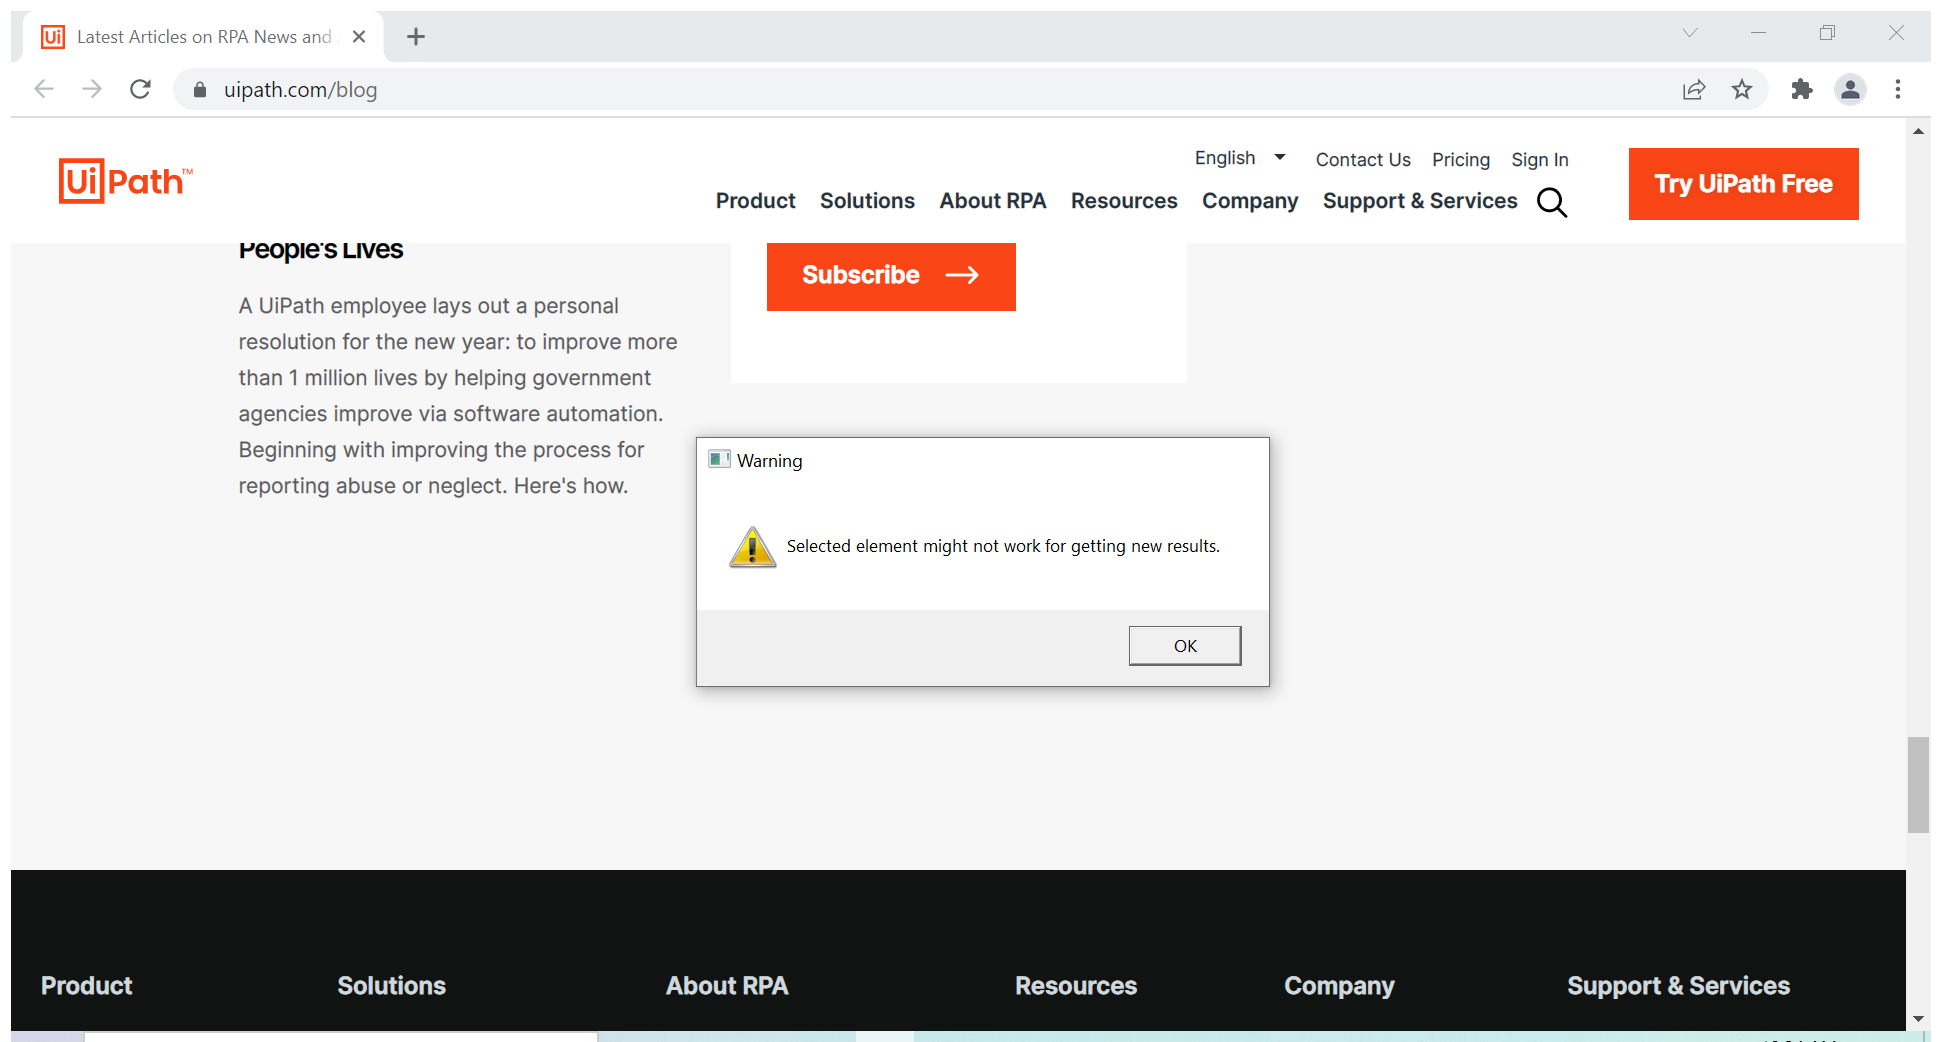 Ui Latest Articles on RPA News and
uipath.com/blog
UiPath™
English Contact Us Pricing Sign In
Product Solutions About RPA Resources Company Support & Services
Try UiPath Free
People's Lives
Subscribe
A UiPath employee lays out a personal
resolution for the new year: to improve more
than 1 million lives by helping government
agencies improve via software automation.
Beginning with improving the process for
reporting abuse or neglect. Here's how.
Warning
Selected element might not work for getting new results.
OK
Product Solutions About RPA Resources Company Support & Services